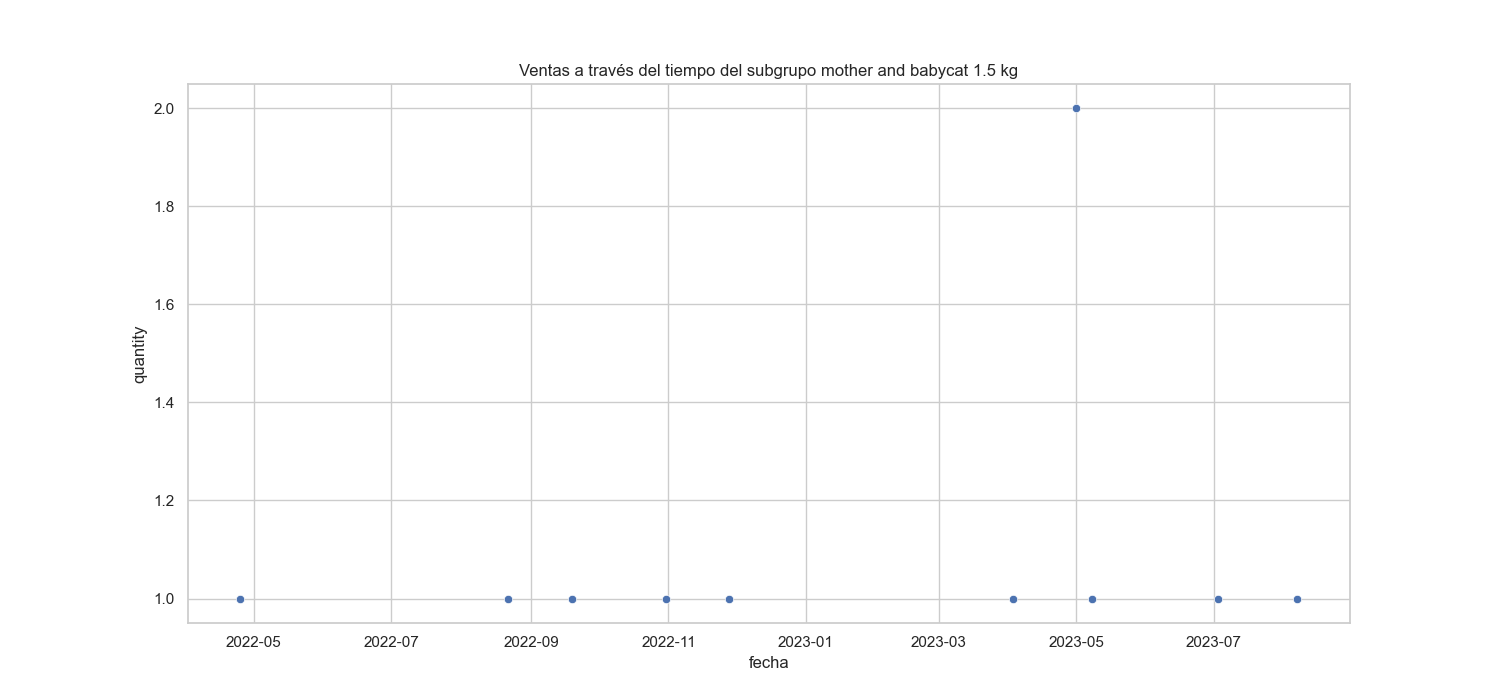 Ventas a través del tiempo del subgrupo mother and babycat 1.5 kg
2.0
1.8
1.6
1.4
1.2
1.0
quantity
2022-05 2022-07 2022-09 2022-11 2023-01 2023-03 2023-05 2023-07
fecha